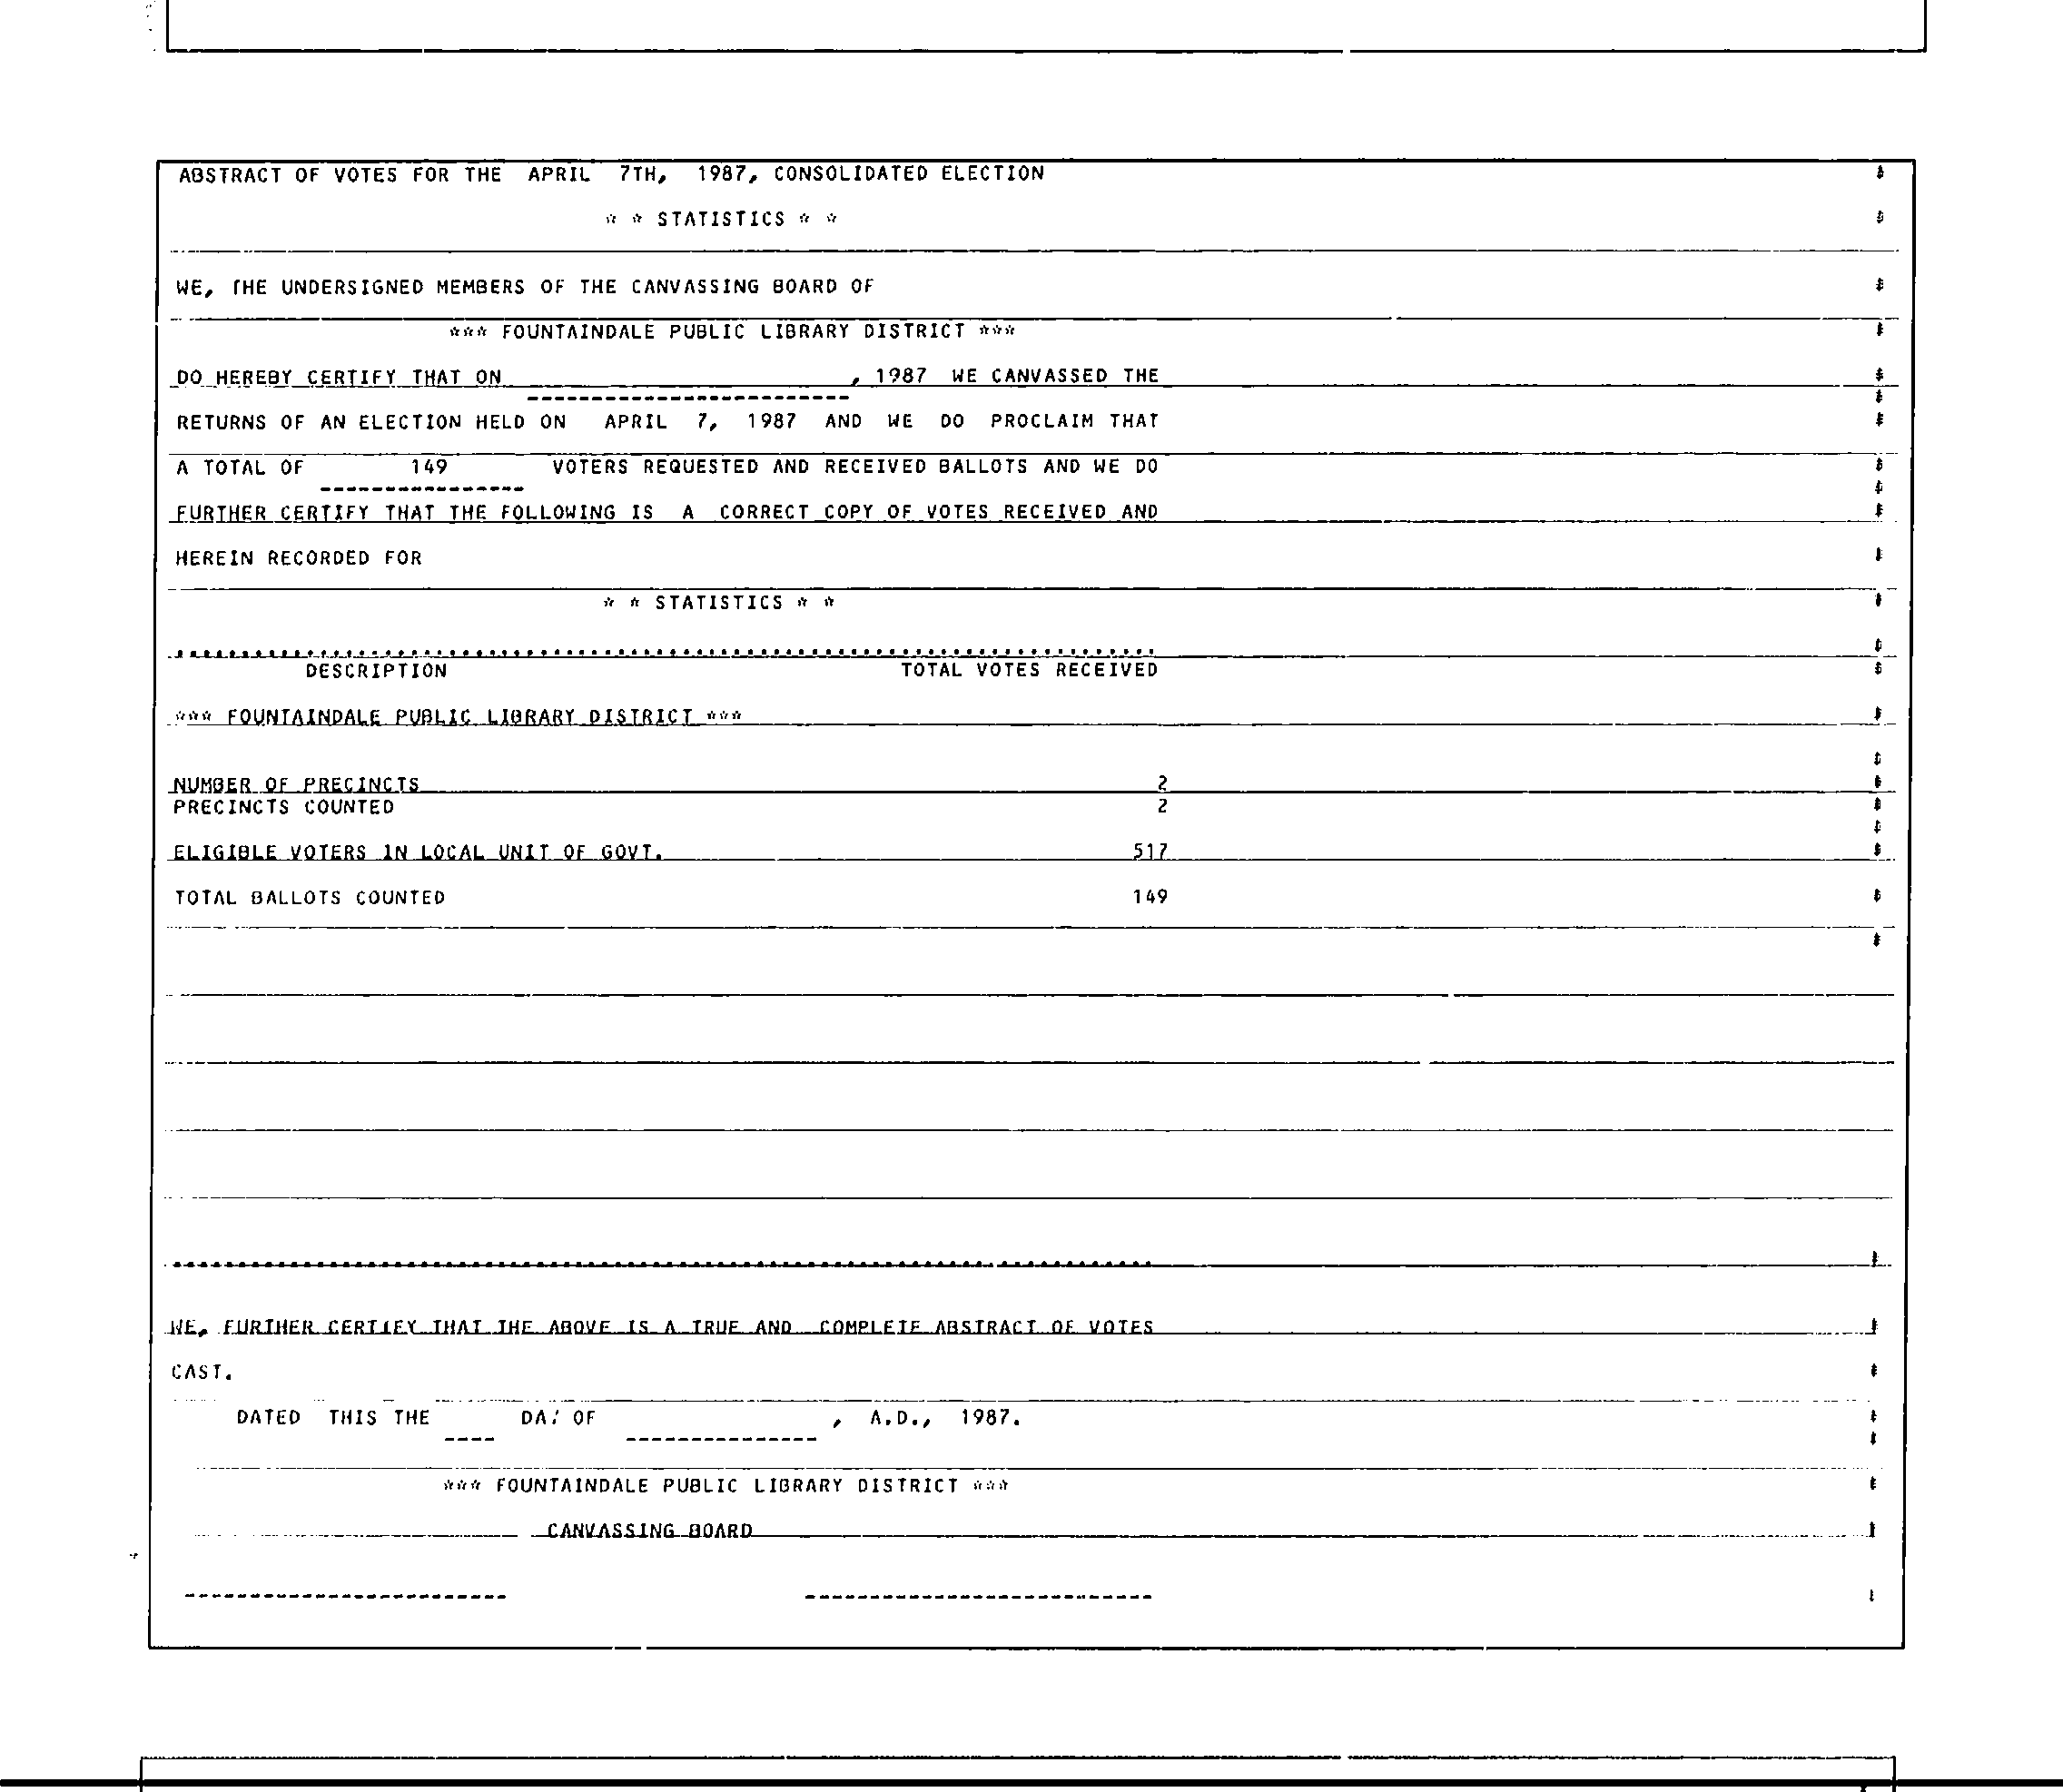 ABSTRACT OF VOTES FOR THE APRIL 7TH, 1987, CONSOLIDATED ELECTION
* * STATISTICS * *
WE, THE UNDERSIGNED MEMBERS OF THE CANVASSING BOARD OF
*** FOUNTAINDALE PUBLIC LIBRARY DISTRICT ***
DO HEREBY CERTIFY THAT ON , 1987 WE CANVASSED THE
RETURNS OF AN ELECTION HELD ON APRIL 7, 1987 AND WE DO PROCLAIM THAT
A TOTAL OF 149 VOTERS REQUESTED AND RECEIVED BALLOTS AND WE DO
FURTHER CERTIFY THAT THE FOLLOWING IS A CORRECT COPY OF VOTES RECEIVED AND
HEREIN RECORDED FOR
* * STATISTICS * *
DESCRIPTION TOTAL VOTES RECEIVED
*** FOUNTAINDALE PUBLIC LIBRARY DISTRICT ***
NUMBER OF PRECINCTS 2
PRECINCTS COUNTED 2
ELIGIBLE VOTERS IN LOCAL UNIT OF GOVT. 517
TOTAL BALLOTS COUNTED 149
WE, FURTHER CERTIFY THAT THE ABOVE IS A TRUE AND COMPLETE ABSTRACT OF VOTES
CAST.
DATED THIS THE DAY OF , A.D., 1987.
*** FOUNTAINDALE PUBLIC LIBRARY DISTRICT ***
CANVASSING BOARD